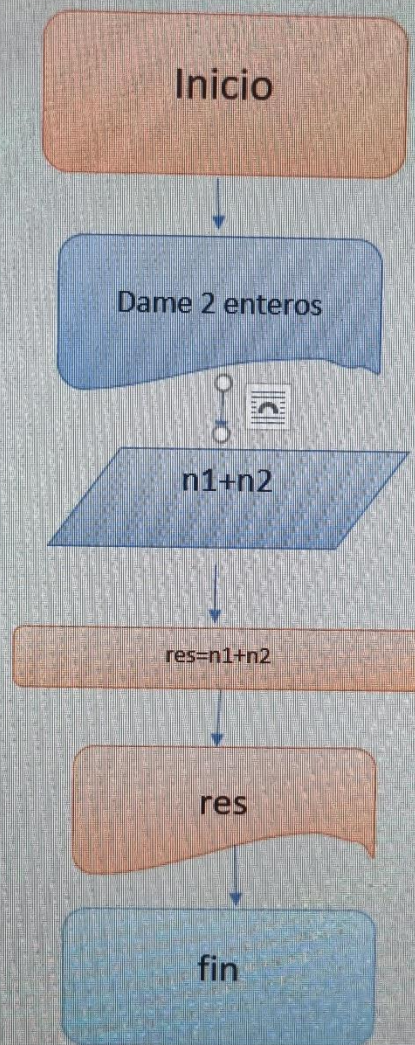 Inicio
Dame 2 enteros
n1+n2
res=n1+n2
res
fin